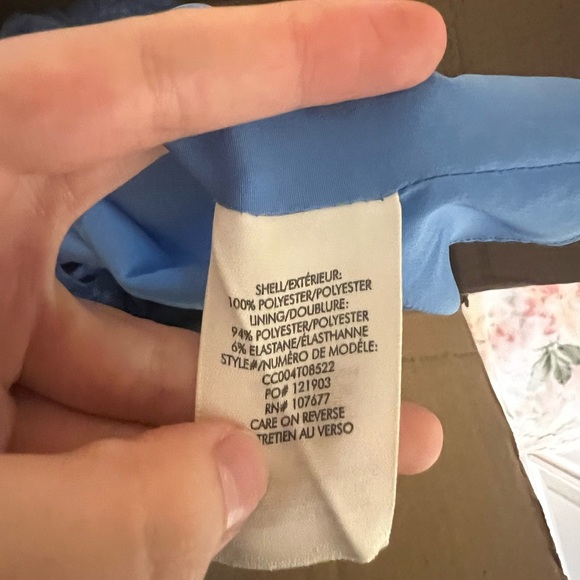 SHELL/EXTÉRIEUR:
100% POLYESTER/POLYESTER
LINING/DOUBLURE:
94% POLYESTER/POLYESTER
6% ELASTANE/ÉLASTHANNE
STYLE#/NUMÉRO DE MODÈLE:
CC004T08522
PO# 121903
RN# 107677
CARE ON REVERSE
TRETIEN AU VERSO